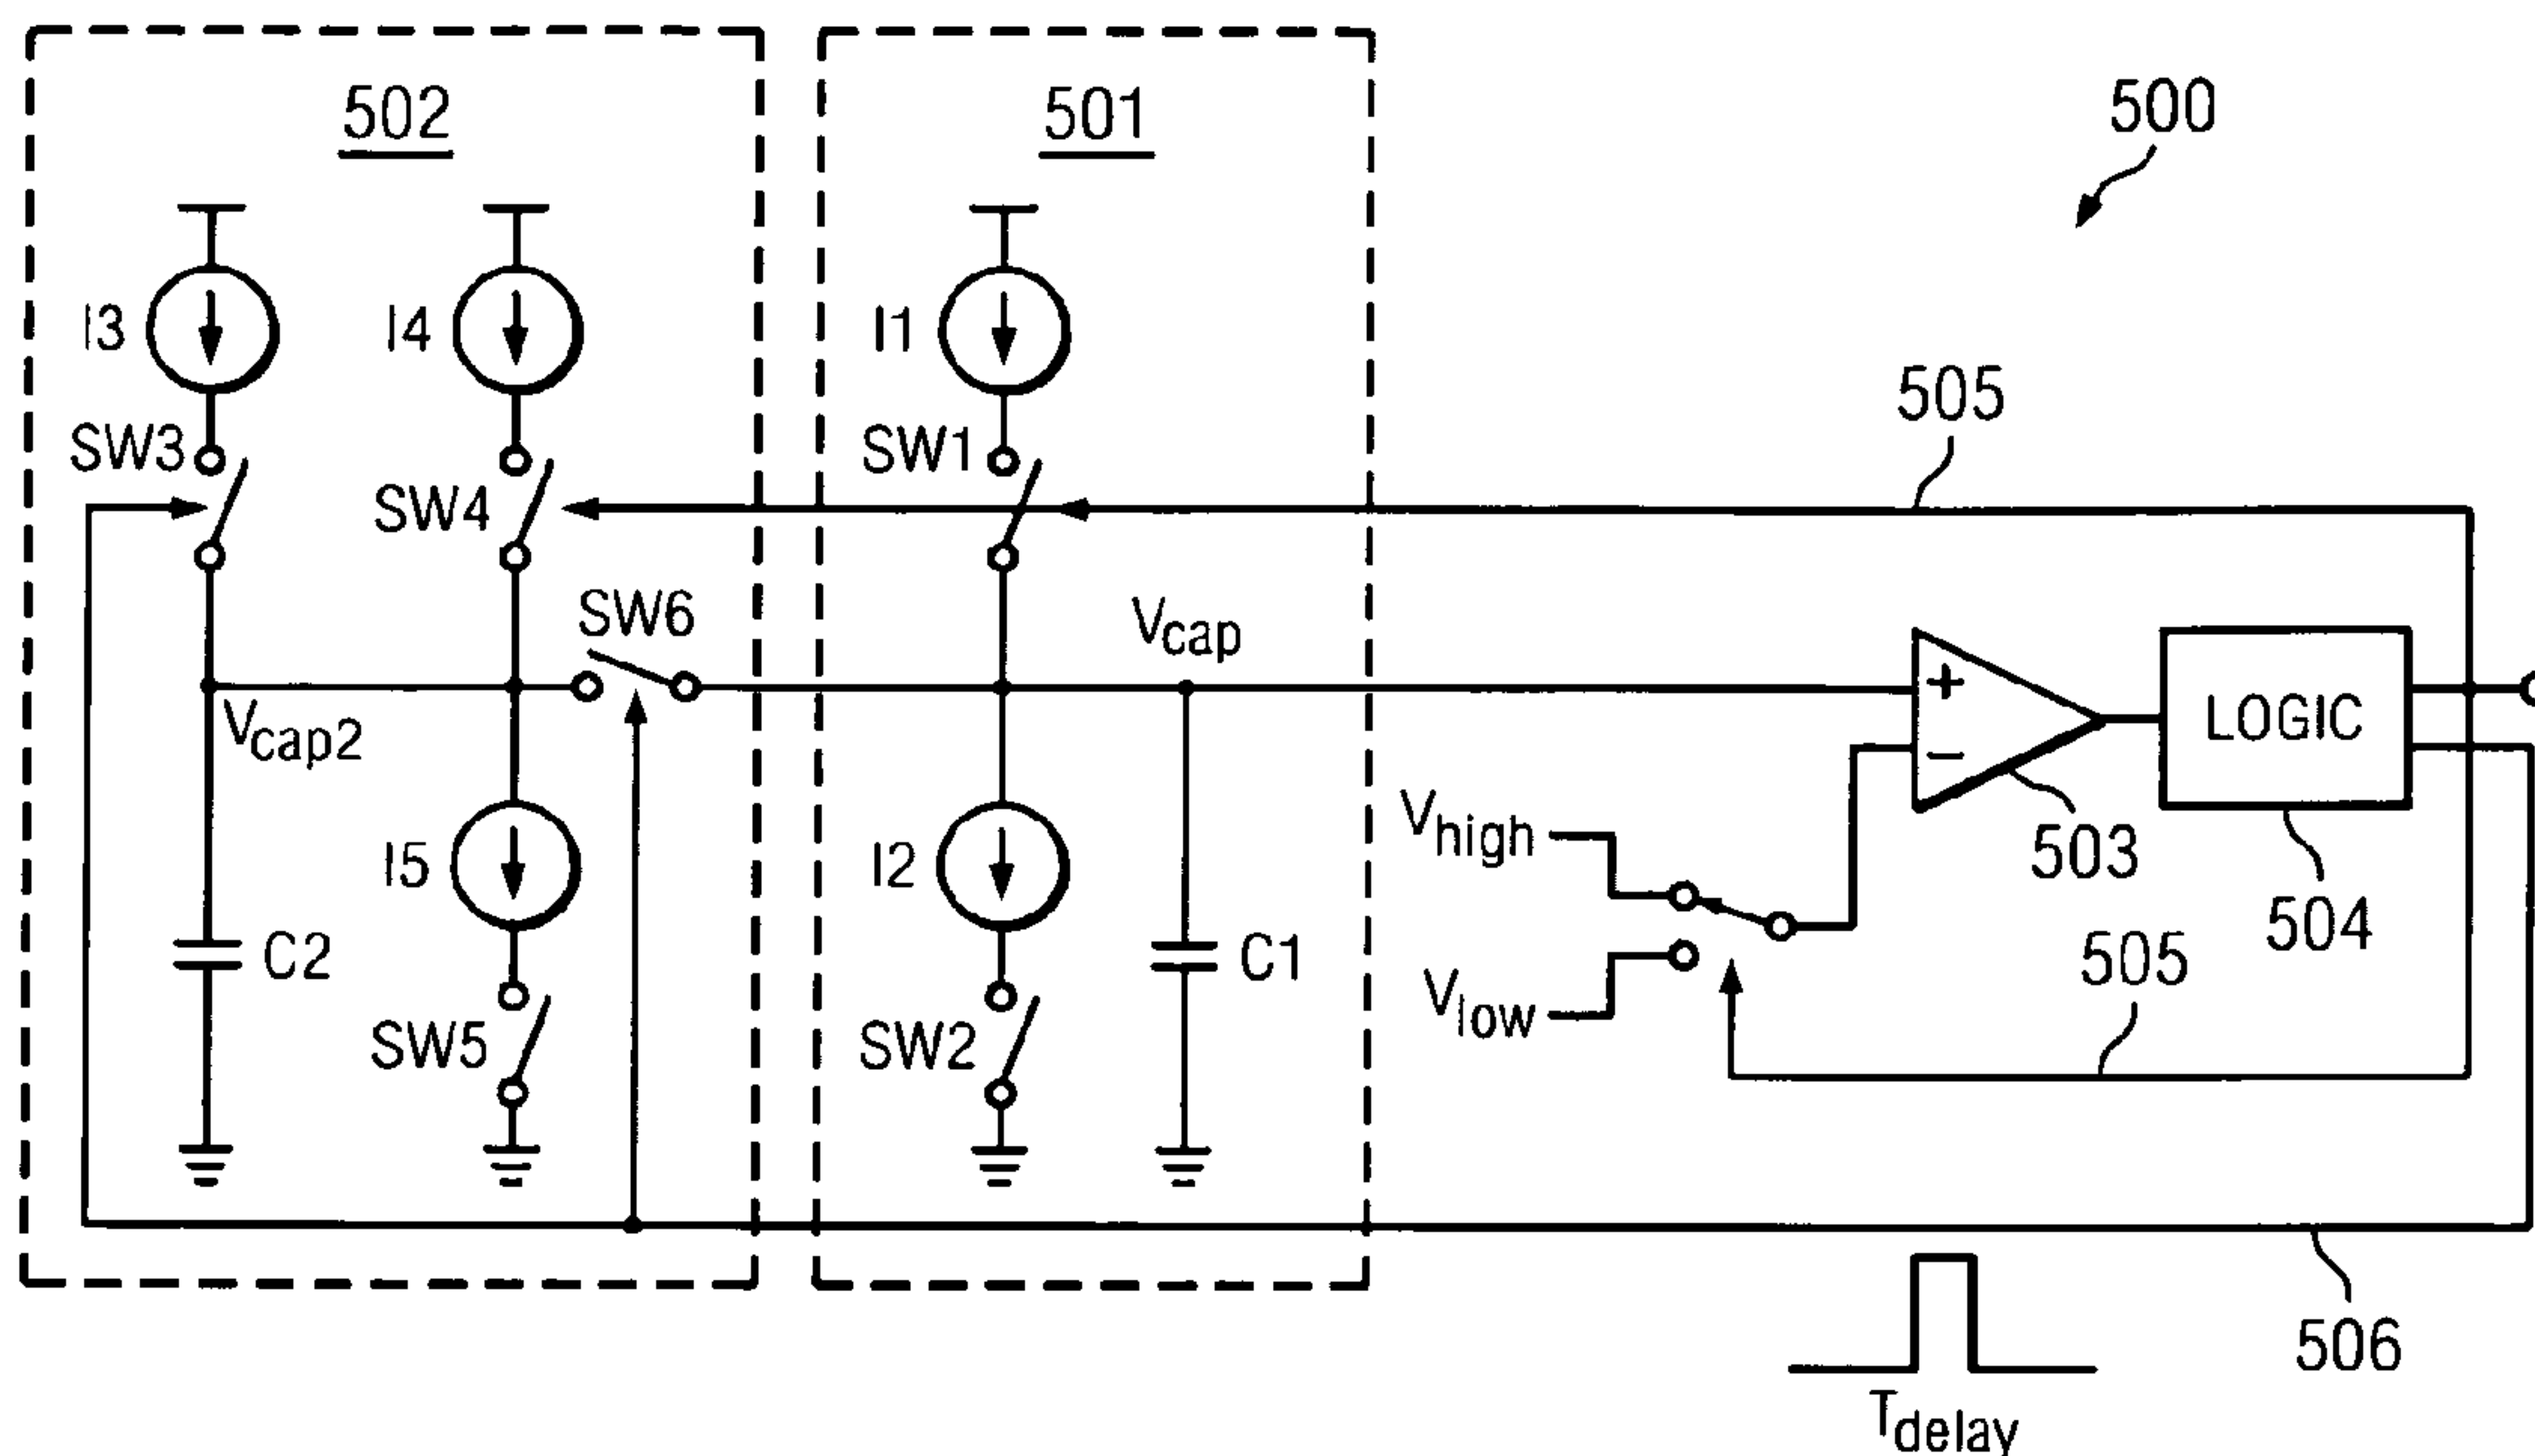 502
501
500
I3
I4
I1
505
SW3
SW1
SW4
SW6
Vcap
Vcap2
+
−
LOGIC
Vhigh
503
I5
I2
504
505
C2
C1
Vlow
SW5
SW2
506
Tdelay